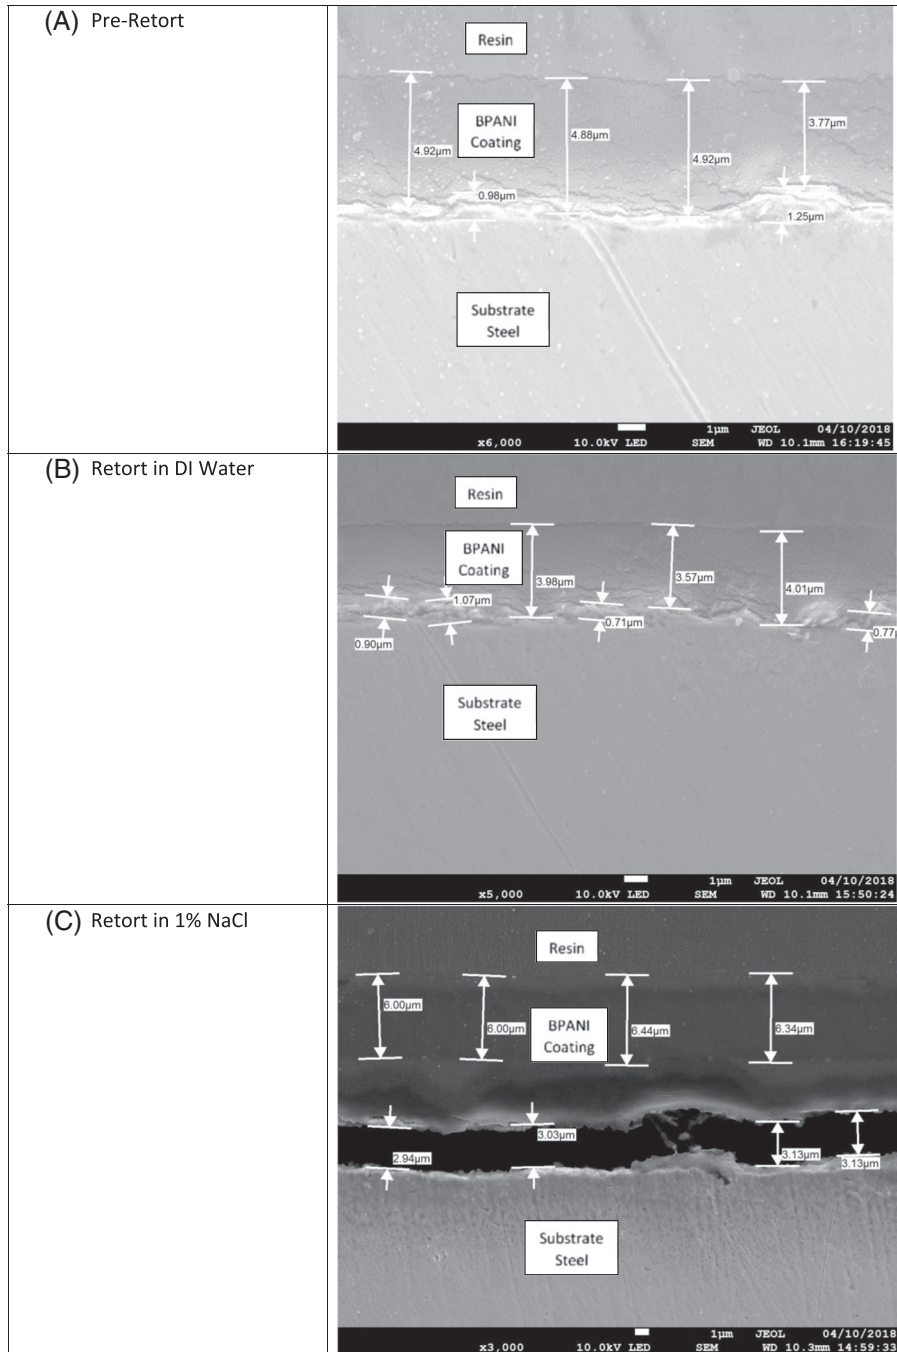 (A) Pre-Retort
Resin
BPANI
Coating
4.92µm
4.88µm
4.92µm
3.77µm
0.98µm
1.25µm
Substrate
Steel
1µm JEOL 04/10/2018
x6,000 10.0kV LED SEM WD 10.1mm 16:19:45
(B) Retort in DI Water
Resin
BPANI
Coating
3.98µm
3.57µm
4.01µm
1.07µm
0.71µm
0.77
0.90µm
Substrate
Steel
1µm JEOL 04/10/2018
x5,000 10.0kV LED SEM WD 10.1mm 15:50:24
(C) Retort in 1% NaCl
Resin
6.00µm
6.00µm
BPANI
Coating
6.44µm
6.34µm
3.03µm
2.94µm
3.13µm
3.13µm
Substrate
Steel
1µm JEOL 04/10/2018
x3,000 10.0kV LED SEM WD 10.3mm 14:59:33